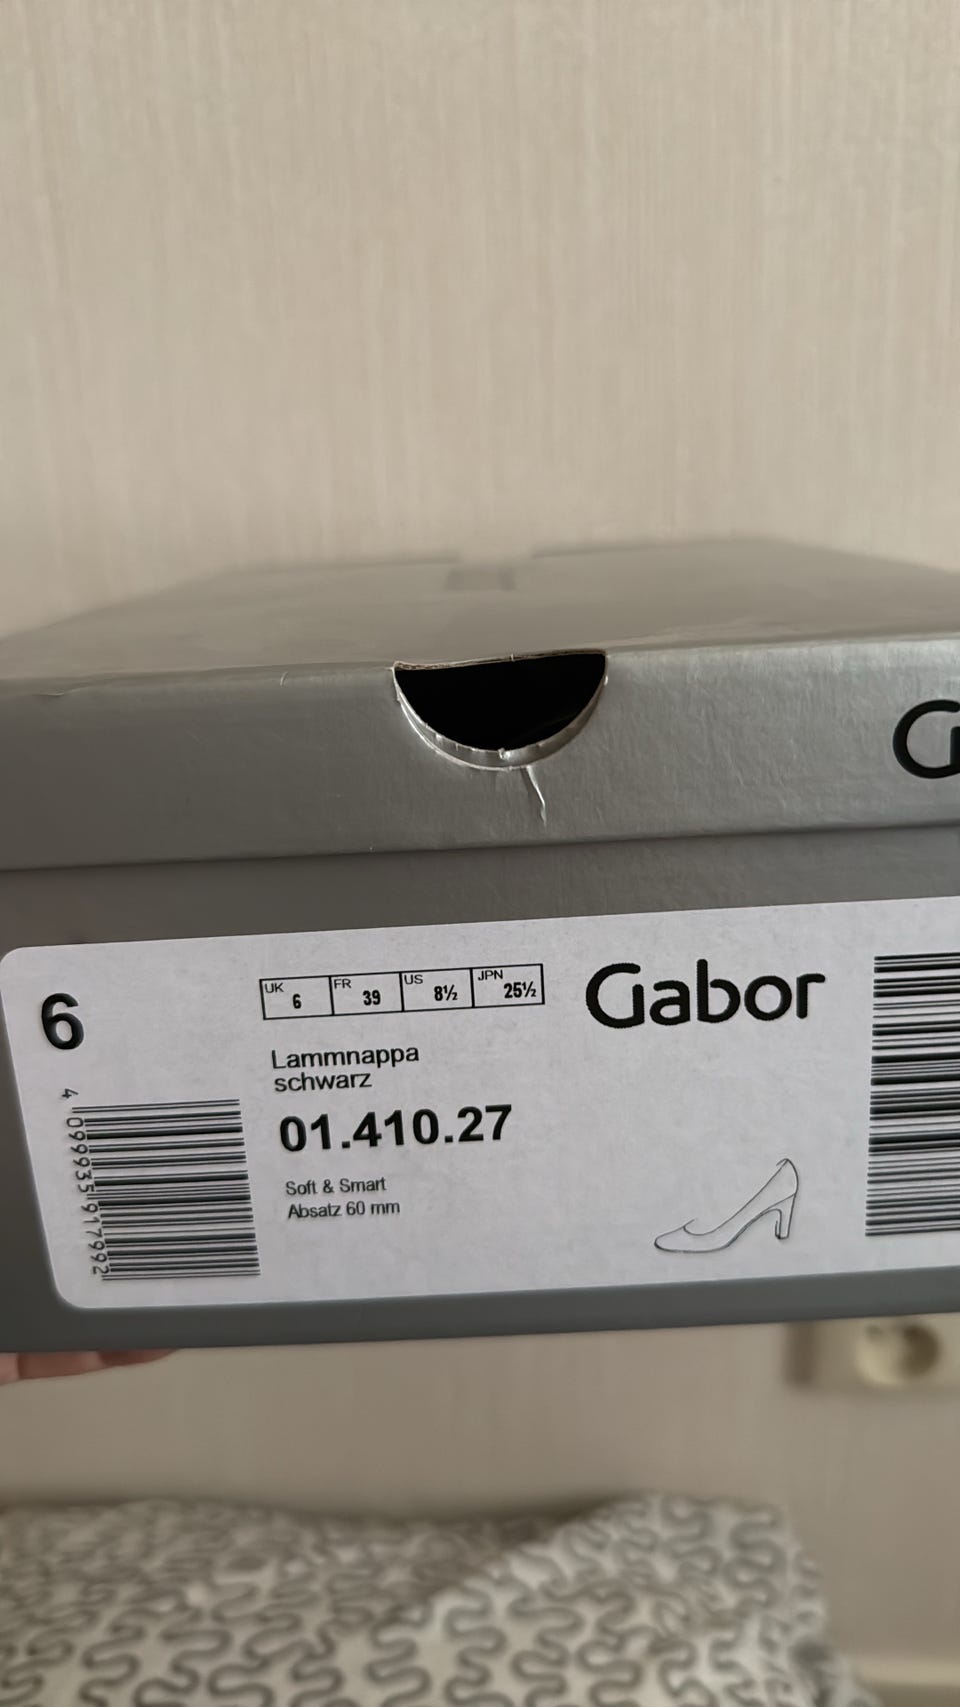 G
6
UK 6 FR 39 US 8½ JPN 25½
Gabor
Lammnappa
schwarz
01.410.27
Soft & Smart
Absatz 60 mm
4 099935 917992